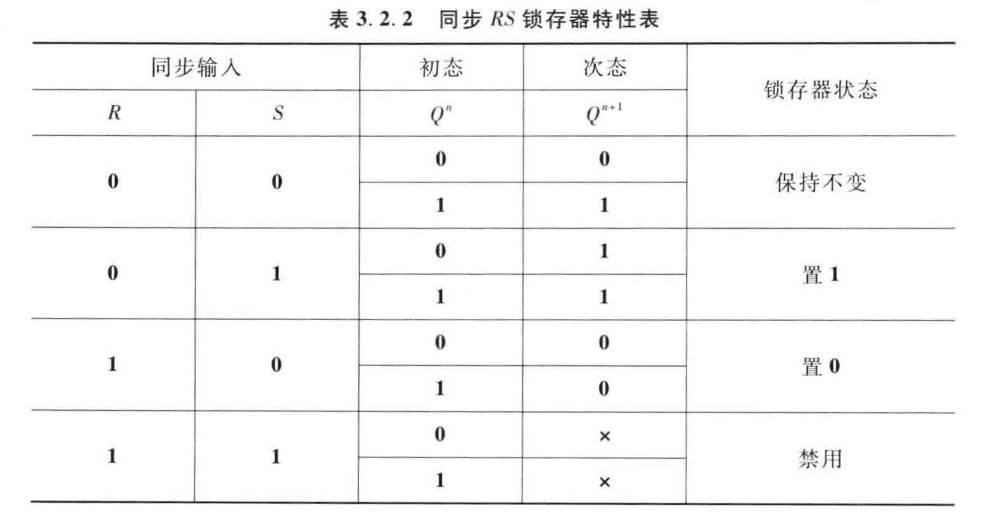 表 3.2.2 同步 RS 锁存器特性表
同步输入 初态 次态 锁存器状态
R S Qⁿ Qⁿ⁺¹
0 0 0 0 保持不变
1 1
0 1 0 1 置 1
1 1
1 0 0 0 置 0
1 0
1 1 0 × 禁用
1 ×